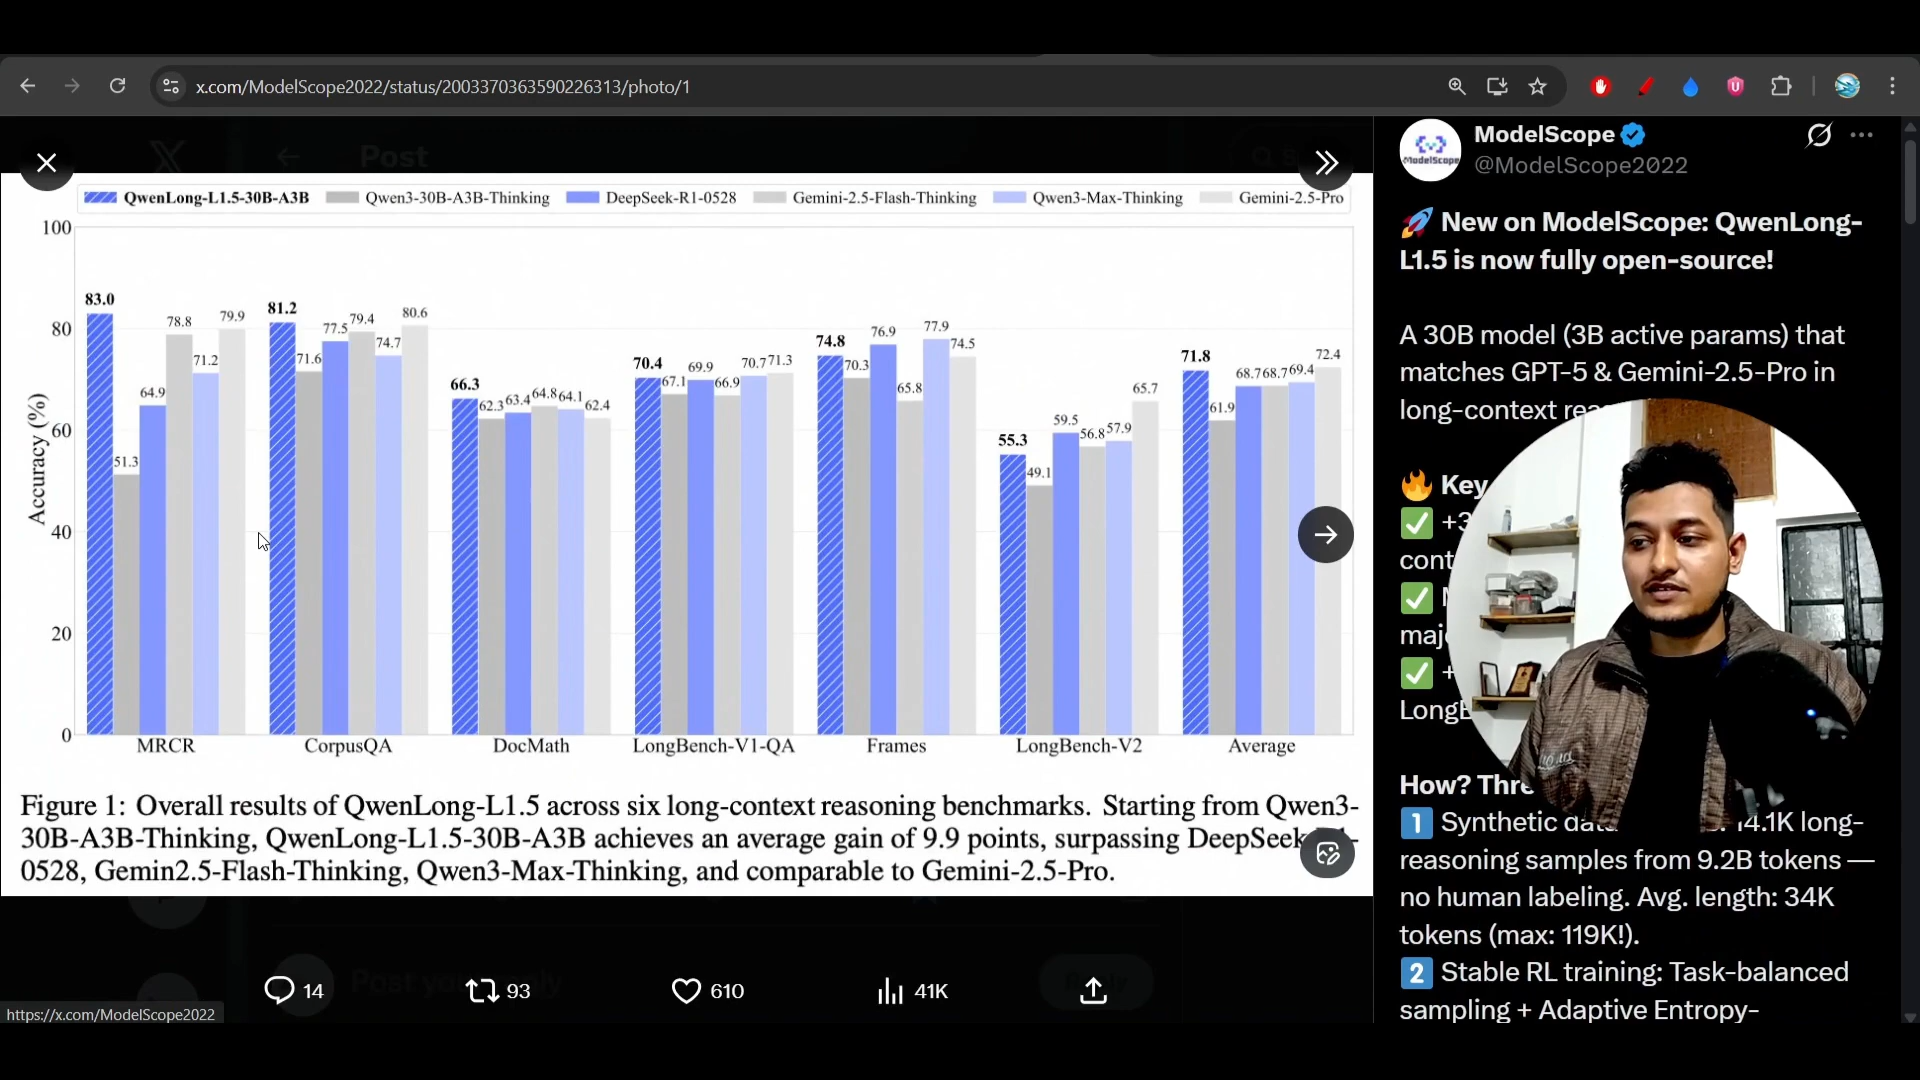 x.com/ModelScope2022/status/2003370363590226313/photo/1
Post
QwenLong-L1.5-30B-A3B Qwen3-30B-A3B-Thinking DeepSeek-R1-0528 Gemini-2.5-Flash-Thinking Qwen3-Max-Thinking Gemini-2.5-Pro
Accuracy (%)
100
80
60
40
20
0
83.0 51.3 64.9 78.8 71.2 79.9
81.2 71.6 77.5 79.4 74.7 80.6
66.3 62.3 63.4 64.8 64.1 62.4
70.4 67.1 69.9 66.9 70.7 71.3
74.8 70.3 76.9 65.8 77.9 74.5
55.3 49.1 59.5 56.8 57.9 65.7
71.8 61.9 68.7 68.7 69.4 72.4
MRCR CorpusQA DocMath LongBench-V1-QA Frames LongBench-V2 Average
Figure 1: Overall results of QwenLong-L1.5 across six long-context reasoning benchmarks. Starting from Qwen3-
30B-A3B-Thinking, QwenLong-L1.5-30B-A3B achieves an average gain of 9.9 points, surpassing DeepSeek
0528, Gemin2.5-Flash-Thinking, Qwen3-Max-Thinking, and comparable to Gemini-2.5-Pro.
14 93 610 41K
https://x.com/ModelScope2022
ModelScope
ModelScope
@ModelScope2022
New on ModelScope: QwenLong-
L1.5 is now fully open-source!
A 30B model (3B active params) that
matches GPT-5 & Gemini-2.5-Pro in
long-context
Key
+3
LongB
How?
1 Synthetic 14.1K long-
reasoning samples from 9.2B tokens —
no human labeling. Avg. length: 34K
tokens (max: 119K!).
2 Stable RL training: Task-balanced
sampling + Adaptive Entropy-